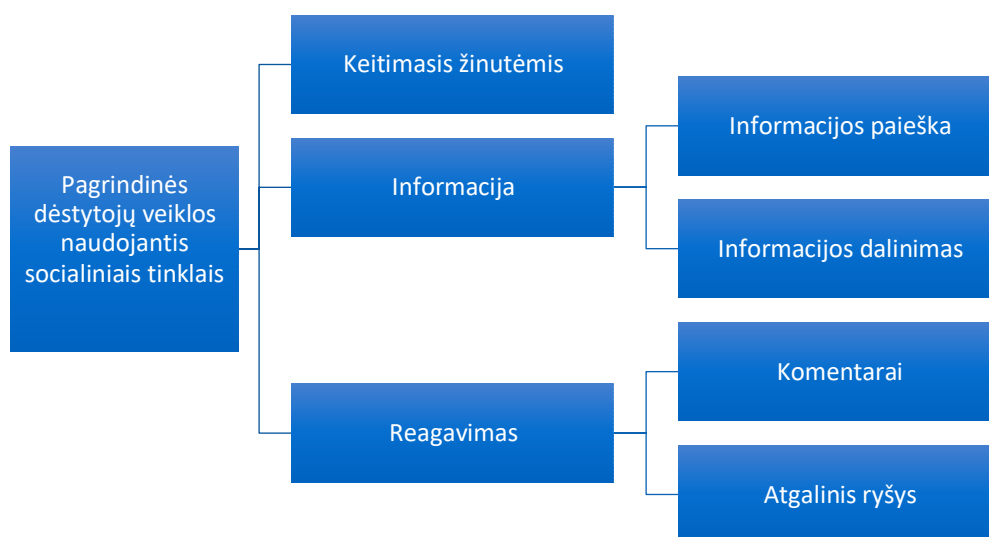 Pagrindinės
dėstytojų veiklos
naudojantis
socialiniais tinklais
Keitimasis žinutėmis
Informacija
Informacijos paieška
Informacijos dalinimas
Reagavimas
Komentarai
Atgalinis ryšys